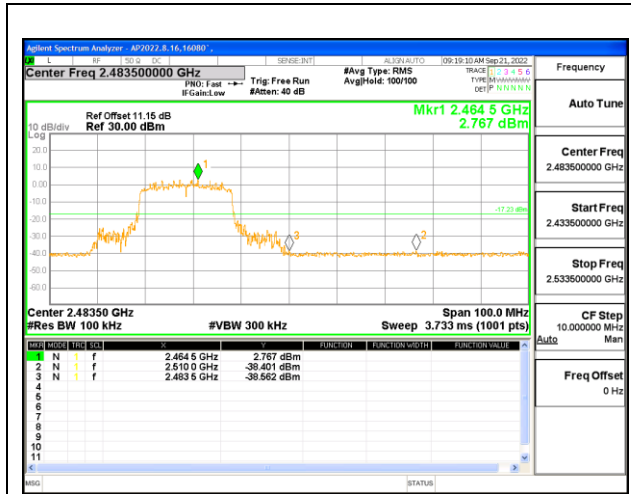 Agilent Spectrum Analyzer - AP2022.8.16,16080`,
L RF 50 Ω DC SENSE:INT ALIGNAUTO 09:19:10 AM Sep 21, 2022
Center Freq 2.483500000 GHz
PNO: Fast
IFGain:Low
Trig: Free Run
#Atten: 40 dB
#Avg Type: RMS
Avg|Hold: 100/100
TRACE 1 2 3 4 5 6
TYPE M
DET P N N N N N
Frequency
Auto Tune
Center Freq
2.483500000 GHz
Start Freq
2.433500000 GHz
Stop Freq
2.533500000 GHz
CF Step
10.000000 MHz
Auto Man
Freq Offset
0 Hz
Ref Offset 11.15 dB
Ref 30.00 dBm
10 dB/div
Log
Mkr1 2.464 5 GHz
2.767 dBm
20.0
10.0
0.00
-10.0
-20.0
-30.0
-40.0
-50.0
-60.0
1
2
3
-17.23 dBm
Center 2.48350 GHz
Span 100.0 MHz
#Res BW 100 kHz
#VBW 300 kHz
Sweep 3.733 ms (1001 pts)
MKR MODE TRC SCL X Y FUNCTION FUNCTION WIDTH FUNCTION VALUE
1 N 1 f 2.464 5 GHz 2.767 dBm
2 N 1 f 2.510 0 GHz -38.401 dBm
3 N 1 f 2.483 5 GHz -38.562 dBm
4
5
6
7
8
9
10
11
MSG
STATUS